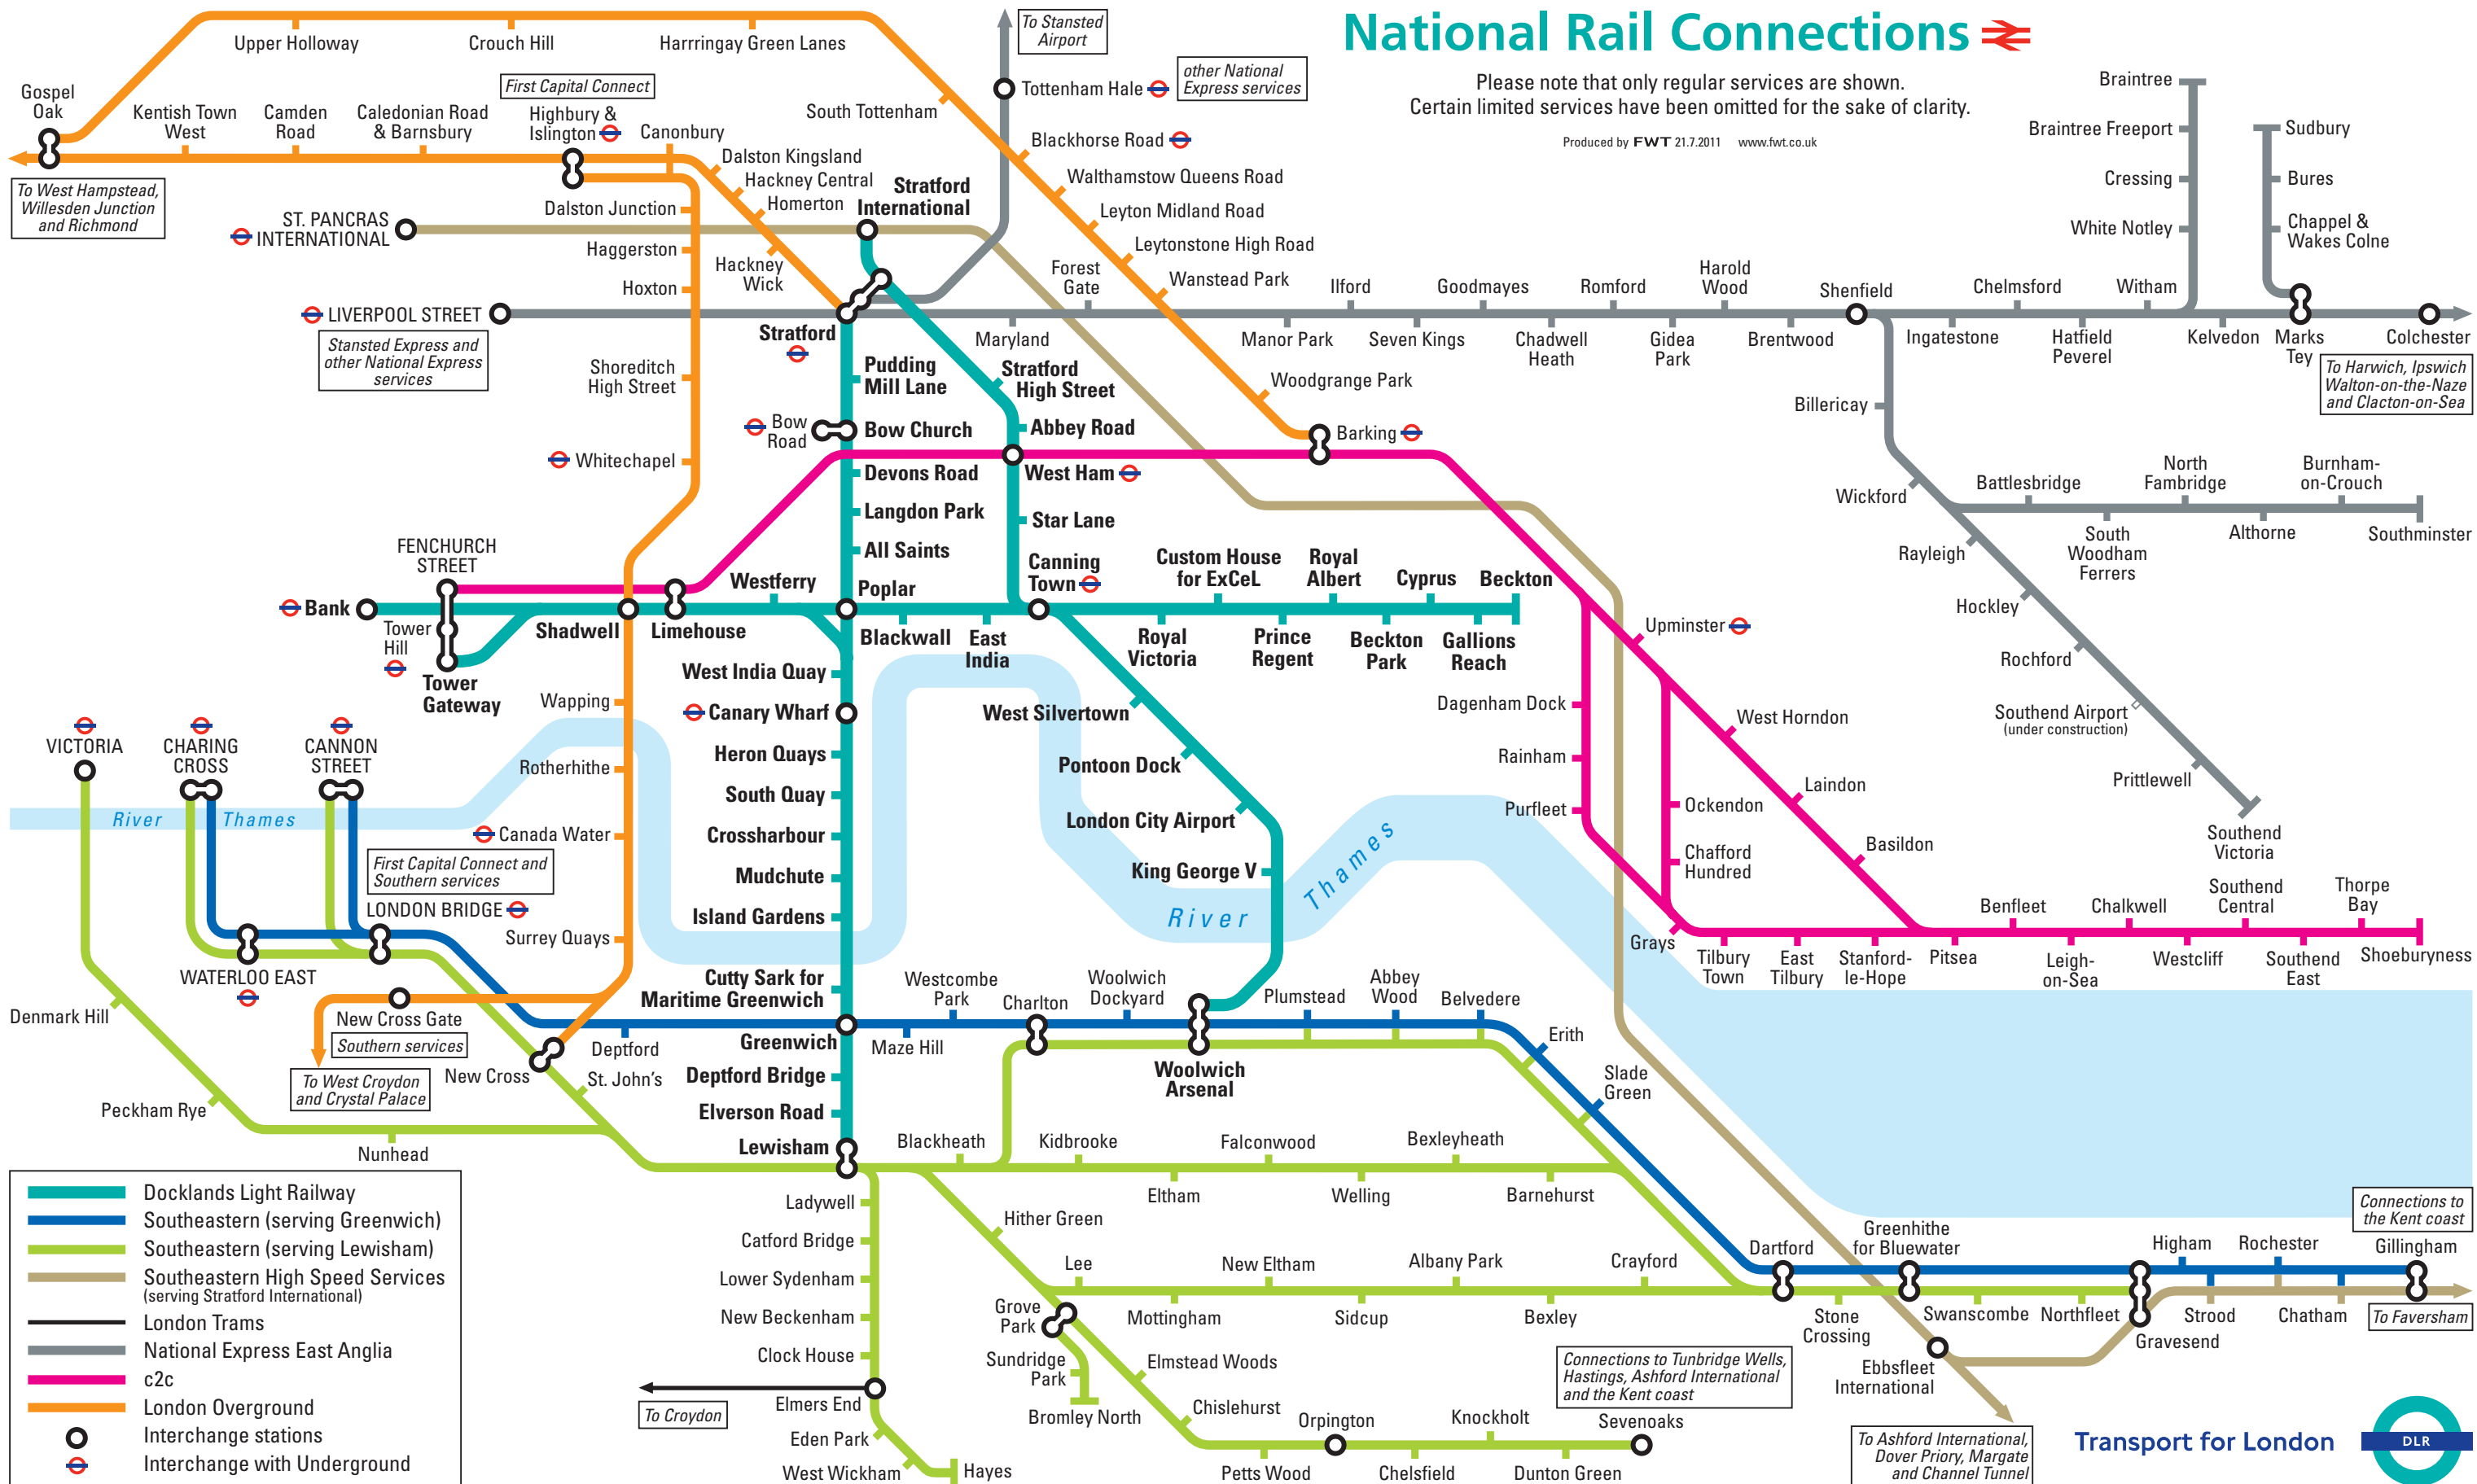 National Rail Connections
Please note that only regular services are shown.
Certain limited services have been omitted for the sake of clarity.
Produced by FWT 21.7.2011 www.fwt.co.uk
Upper Holloway
Crouch Hill
Harrringay Green Lanes
To Stansted
Airport
Tottenham Hale
other National
Express services
Gospel
Oak
Kentish Town
West
Camden
Road
Caledonian Road
& Barnsbury
First Capital Connect
Highbury &
Islington
Canonbury
South Tottenham
Blackhorse Road
Walthamstow Queens Road
Leyton Midland Road
Leytonstone High Road
Wanstead Park
Woodgrange Park
Barking
To West Hampstead,
Willesden Junction
and Richmond
Dalston Kingsland
Hackney Central
Homerton
Hackney
Wick
Stratford
International
ST. PANCRAS
INTERNATIONAL
Dalston Junction
Haggerston
Hoxton
Shoreditch
High Street
Whitechapel
LIVERPOOL STREET
Stansted Express and
other National Express
services
Stratford
Maryland
Forest
Gate
Manor Park
Ilford
Seven Kings
Goodmayes
Chadwell
Heath
Romford
Gidea
Park
Harold
Wood
Brentwood
Shenfield
Ingatestone
Chelmsford
Hatfield
Peverel
Witham
Kelvedon
Marks
Tey
Colchester
To Harwich, Ipswich
Walton-on-the-Naze
and Clacton-on-Sea
Braintree
Braintree Freeport
Cressing
White Notley
Sudbury
Bures
Chappel &
Wakes Colne
Billericay
Wickford
Battlesbridge
South
Woodham
Ferrers
North
Fambridge
Althorne
Burnham-
on-Crouch
Southminster
Rayleigh
Hockley
Rochford
Southend Airport
(under construction)
Prittlewell
Southend
Victoria
Pudding
Mill Lane
Bow
Road
Bow Church
Devons Road
Langdon Park
All Saints
Poplar
Stratford
High Street
Abbey Road
West Ham
Star Lane
Canning
Town
FENCHURCH
STREET
Bank
Tower
Hill
Tower
Gateway
Shadwell
Limehouse
Westferry
Blackwall
East
India
Royal
Victoria
Custom House
for ExCeL
Prince
Regent
Royal
Albert
Beckton
Park
Cyprus
Gallions
Reach
Beckton
West India Quay
Canary Wharf
Heron Quays
South Quay
Crossharbour
Mudchute
Island Gardens
Cutty Sark for
Maritime Greenwich
Greenwich
Deptford Bridge
Elverson Road
Lewisham
West Silvertown
Pontoon Dock
London City Airport
King George V
Woolwich
Arsenal
River Thames
River Thames
Wapping
Rotherhithe
Canada Water
Surrey Quays
New Cross Gate
Southern services
To West Croydon
and Crystal Palace
New Cross
VICTORIA
CHARING
CROSS
CANNON
STREET
First Capital Connect and
Southern services
LONDON BRIDGE
WATERLOO EAST
Denmark Hill
Peckham Rye
Nunhead
St. John's
Deptford
Maze Hill
Westcombe
Park
Charlton
Woolwich
Dockyard
Plumstead
Abbey
Wood
Belvedere
Erith
Slade
Green
Upminster
Dagenham Dock
Rainham
Purfleet
Ockendon
Chafford
Hundred
Grays
West Horndon
Laindon
Basildon
Tilbury
Town
East
Tilbury
Stanford-
le-Hope
Pitsea
Benfleet
Leigh-
on-Sea
Chalkwell
Westcliff
Southend
Central
Southend
East
Thorpe
Bay
Shoeburyness
Blackheath
Kidbrooke
Eltham
Falconwood
Welling
Bexleyheath
Barnehurst
Ladywell
Catford Bridge
Lower Sydenham
New Beckenham
Clock House
Elmers End
To Croydon
Eden Park
West Wickham
Hayes
Hither Green
Lee
Mottingham
New Eltham
Sidcup
Albany Park
Bexley
Crayford
Grove
Park
Sundridge
Park
Bromley North
Elmstead Woods
Chislehurst
Petts Wood
Orpington
Chelsfield
Knockholt
Dunton Green
Sevenoaks
Connections to Tunbridge Wells,
Hastings, Ashford International
and the Kent coast
Dartford
Stone
Crossing
Greenhithe
for Bluewater
Swanscombe
Northfleet
Gravesend
Higham
Strood
Rochester
Chatham
Gillingham
Connections to
the Kent coast
To Faversham
Ebbsfleet
International
To Ashford International,
Dover Priory, Margate
and Channel Tunnel
Docklands Light Railway
Southeastern (serving Greenwich)
Southeastern (serving Lewisham)
Southeastern High Speed Services
(serving Stratford International)
London Trams
National Express East Anglia
c2c
London Overground
Interchange stations
Interchange with Underground
Transport for London
DLR